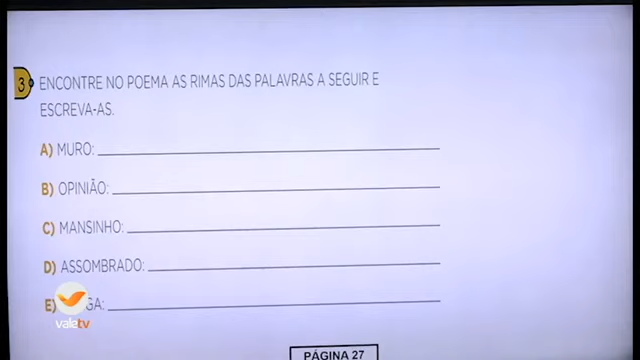 3 ENCONTRE NO POEMA AS RIMAS DAS PALAVRAS A SEGUIR E
ESCREVA-AS.
A) MURO:
B) OPINIÃO:
C) MANSINHO:
D) ASSOMBRADO:
E)
valetv
PÁGINA 27